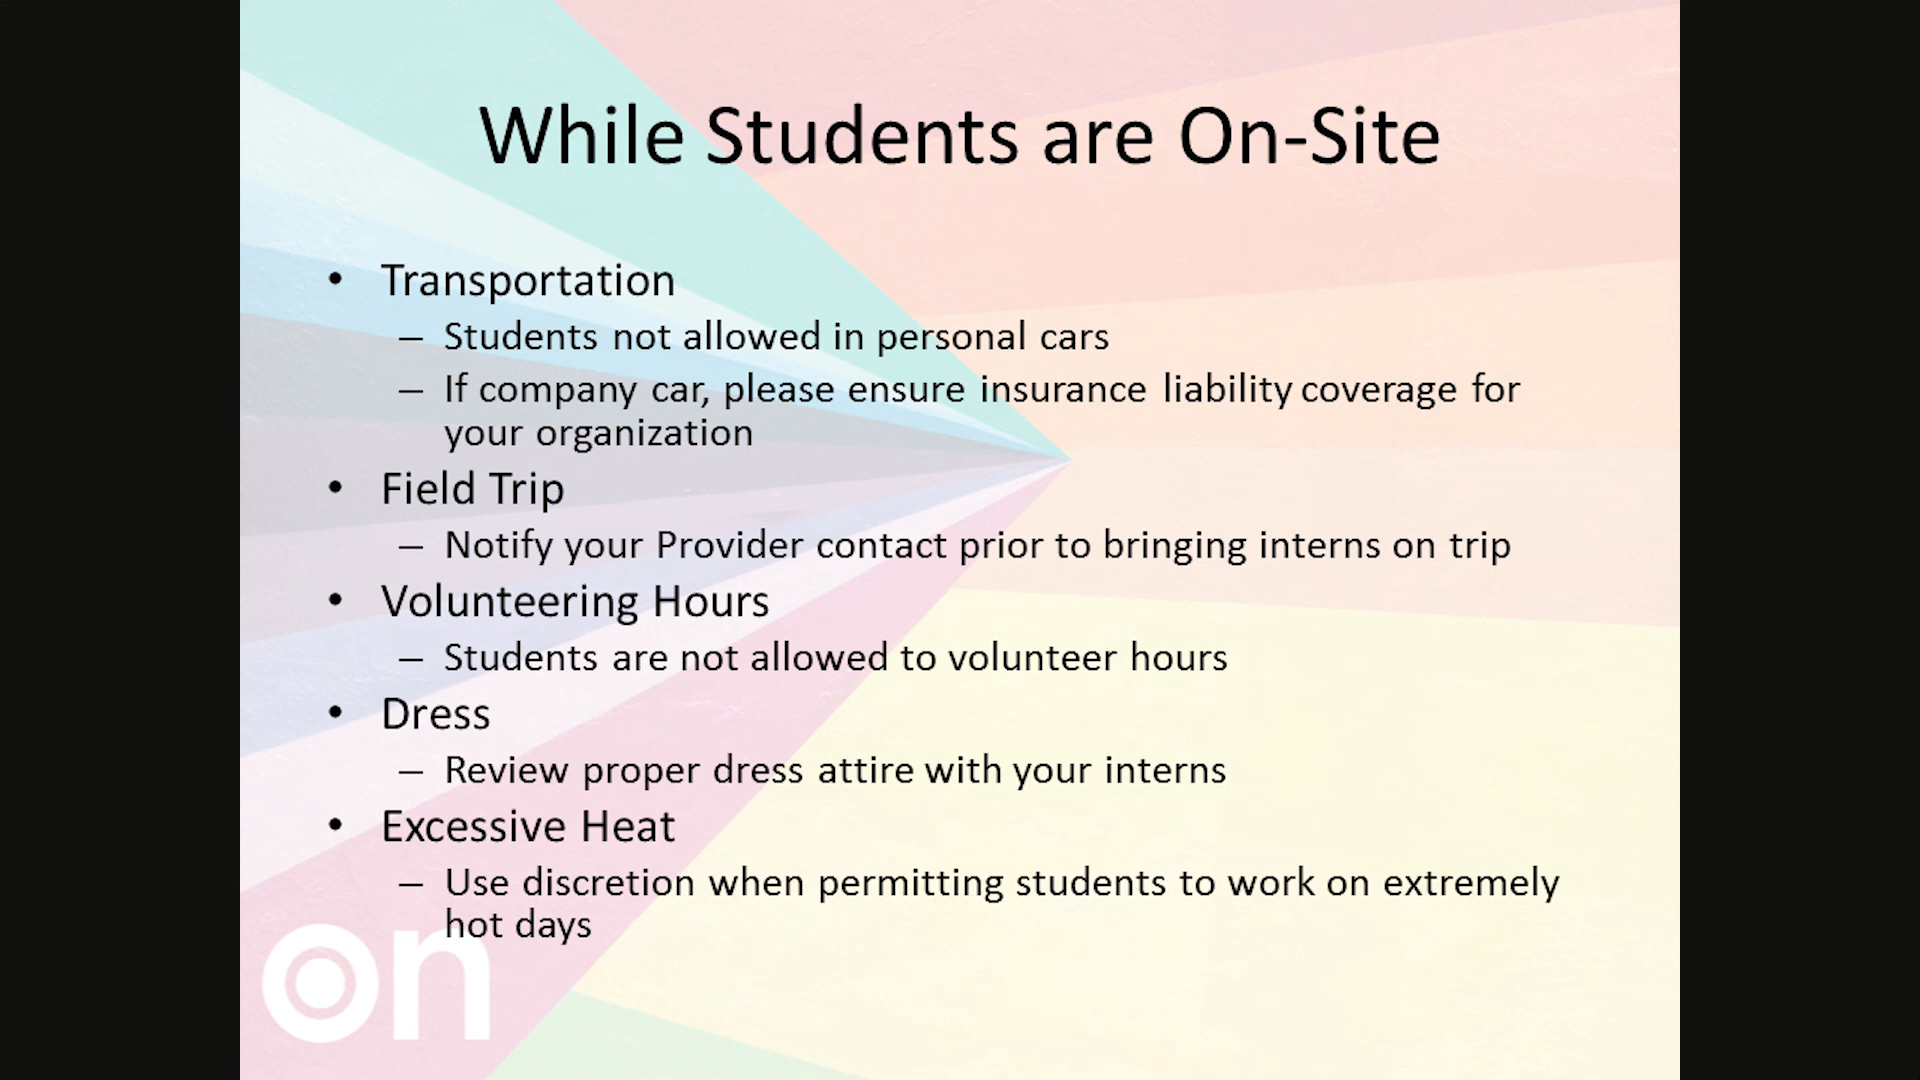 While Students are On-Site
• Transportation
– Students not allowed in personal cars
– If company car, please ensure insurance liability coverage for
your organization
• Field Trip
– Notify your Provider contact prior to bringing interns on trip
• Volunteering Hours
– Students are not allowed to volunteer hours
• Dress
– Review proper dress attire with your interns
• Excessive Heat
– Use discretion when permitting students to work on extremely
hot days
on